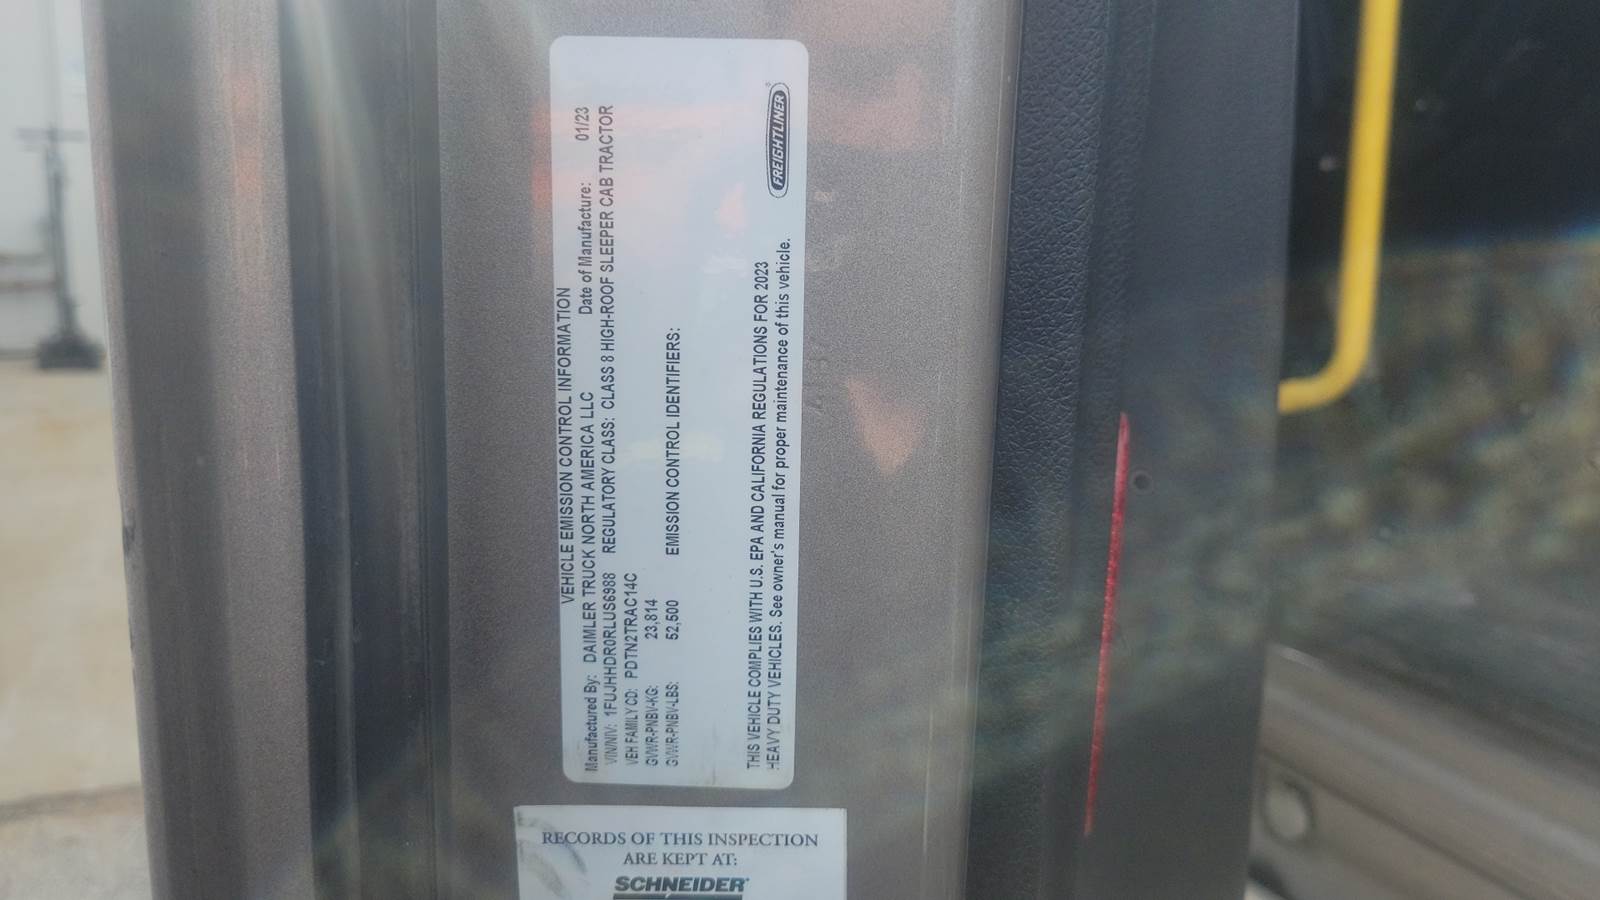 VEHICLE EMISSION CONTROL INFORMATION
Manufactured By: DAIMLER TRUCK NORTH AMERICA LLC Date of Manufacture: 01/23
VIN/NIV: 1FUJHHDR0RLUS6988 REGULATORY CLASS: CLASS 8 HIGH-ROOF SLEEPER CAB TRACTOR
VEH FAMILY CD: PDTN2TRAC14C
GVWR-PNBV-KG: 23,814
GVWR-PNBV-LBS: 52,500 EMISSION CONTROL IDENTIFIERS:
THIS VEHICLE COMPLIES WITH U.S. EPA AND CALIFORNIA REGULATIONS FOR 2023
HEAVY DUTY VEHICLES. See owner's manual for proper maintenance of this vehicle.
FREIGHTLINER
RECORDS OF THIS INSPECTION
ARE KEPT AT:
SCHNEIDER